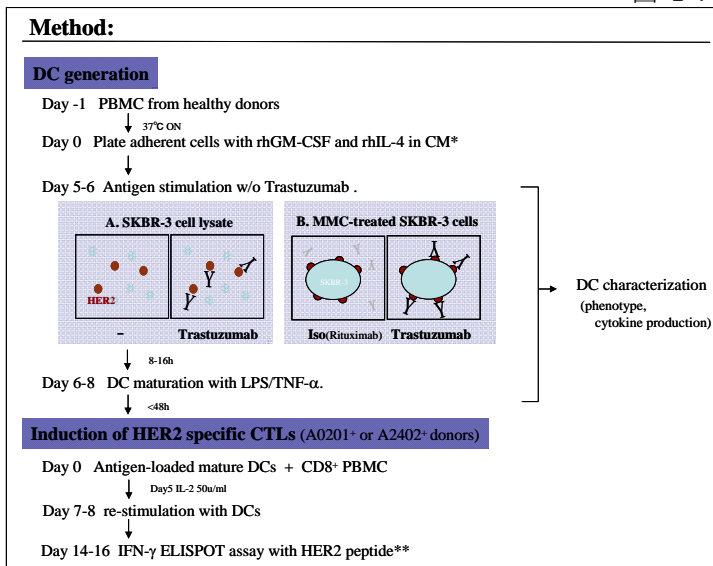 Method:
DC generation
Day -1 PBMC from healthy donors
37℃ ON
Day 0 Plate adherent cells with rhGM-CSF and rhIL-4 in CM*
Day 5-6 Antigen stimulation w/o Trastuzumab .
A. SKBR-3 cell lysate
B. MMC-treated SKBR-3 cells
HER2
SKBR-3
– Trastuzumab
Iso(Rituximab) Trastuzumab
DC characterization
(phenotype,
cytokine production)
8-16h
Day 6-8 DC maturation with LPS/TNF-α.
<48h
Induction of HER2 specific CTLs (A0201⁺ or A2402⁺ donors)
Day 0 Antigen-loaded mature DCs + CD8⁺ PBMC
Day5 IL-2 50u/ml
Day 7-8 re-stimulation with DCs
Day 14-16 IFN-γ ELISPOT assay with HER2 peptide**